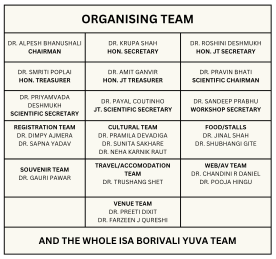 ORGANISING TEAM
DR. ALPESH BHANUSHALI
CHAIRMAN
DR. KRUPA SHAH
HON. SECRETARY
DR. ROSHINI DESHMUKH
HON. JT SECRETARY
DR. SMRITI POPLAI
HON. TREASURER
DR. AMIT GANVIR
HON. JT TREASURER
DR. PRAVIN BHATI
SCIENTIFIC CHAIRMAN
DR. PRIYAMVADA
DESHMUKH
SCIENTIFIC SECRETARY
DR. PAYAL COUTINHO
JT. SCIENTIFIC SECRETARY
DR. SANDEEP PRABHU
WORKSHOP SECRETARY
REGISTRATION TEAM
DR. DIMPY AJMERA
DR. SAPNA YADAV
CULTURAL TEAM
DR. PRAMILA DEVADIGA
DR. SUNITA SAKHARE
DR. NEHA KARNIK RAUT
FOOD/STALLS
DR. JINAL SHAH
DR. SHUBHANGI GITE
SOUVENIR TEAM
DR. GAURI PAWAR
TRAVEL/ACCOMODATION
TEAM
DR. TRUSHANG SHET
WEB/AV TEAM
DR. CHANDINI R DANIEL
DR. POOJA HINGU
VENUE TEAM
DR. PREETI DIXIT
DR. FARZEEN J QURESHI
AND THE WHOLE ISA BORIVALI YUVA TEAM